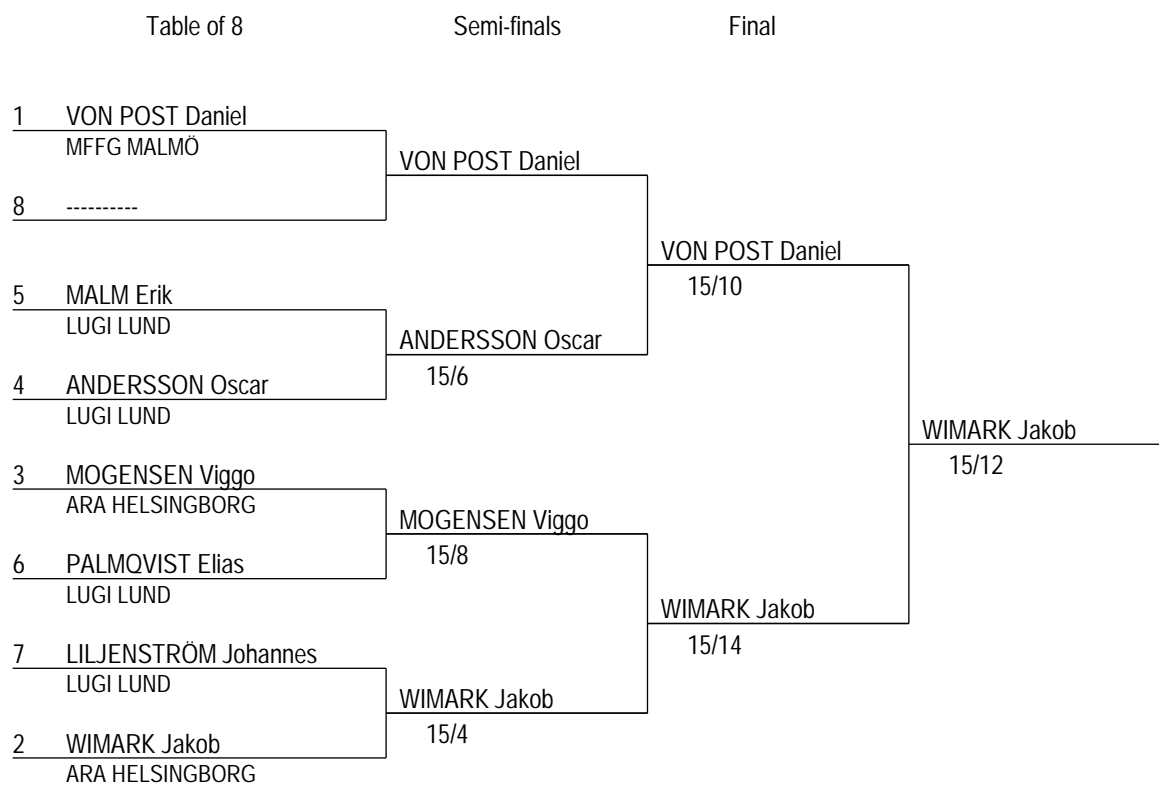 Table of 8 Semi-finals Final
1 VON POST Daniel
MFFG MALMÖ
VON POST Daniel
8 ----------
VON POST Daniel
15/10
5 MALM Erik
LUGI LUND
ANDERSSON Oscar
15/6
4 ANDERSSON Oscar
LUGI LUND
WIMARK Jakob
15/12
3 MOGENSEN Viggo
ARA HELSINGBORG
MOGENSEN Viggo
15/8
6 PALMQVIST Elias
LUGI LUND
WIMARK Jakob
15/14
7 LILJENSTRÖM Johannes
LUGI LUND
WIMARK Jakob
15/4
2 WIMARK Jakob
ARA HELSINGBORG